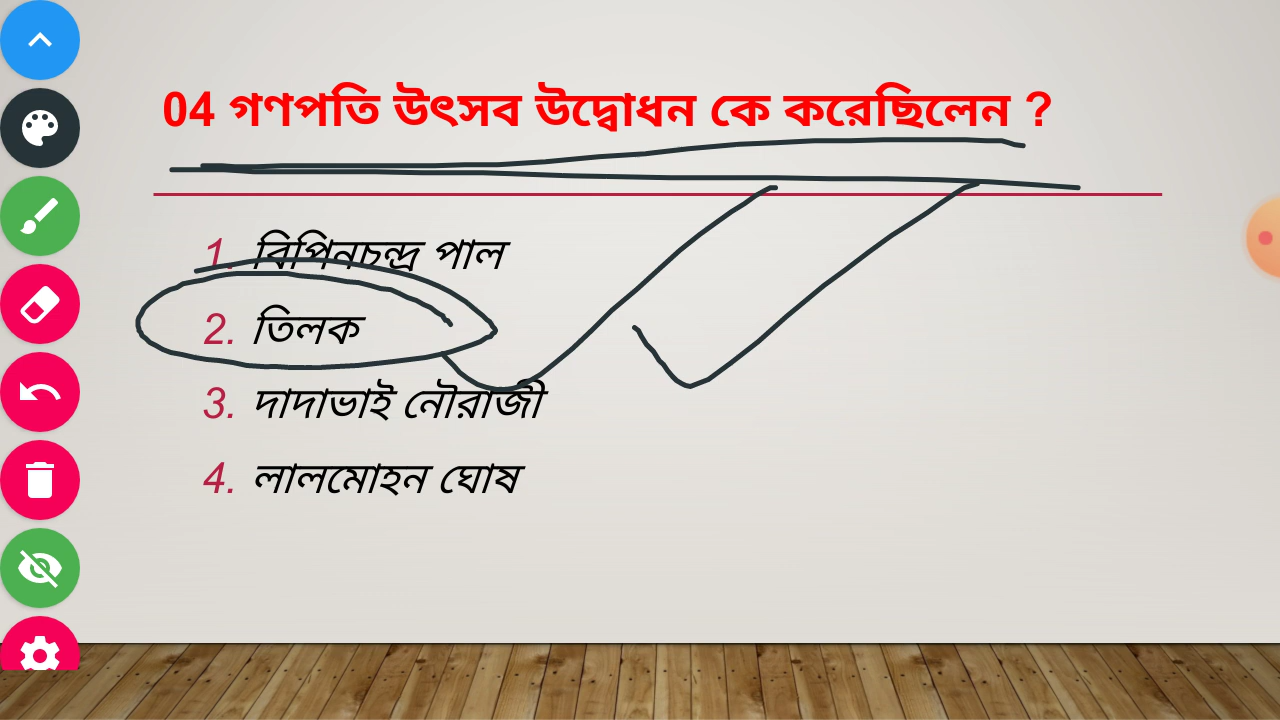 04 গণপতি উৎসব উদ্বোধন কে করেছিলেন ?
1. বিপিনচন্দ্র পাল
2. তিলক
3. দাদাভাই নৌরাজী
4. লালমোহন ঘোষ